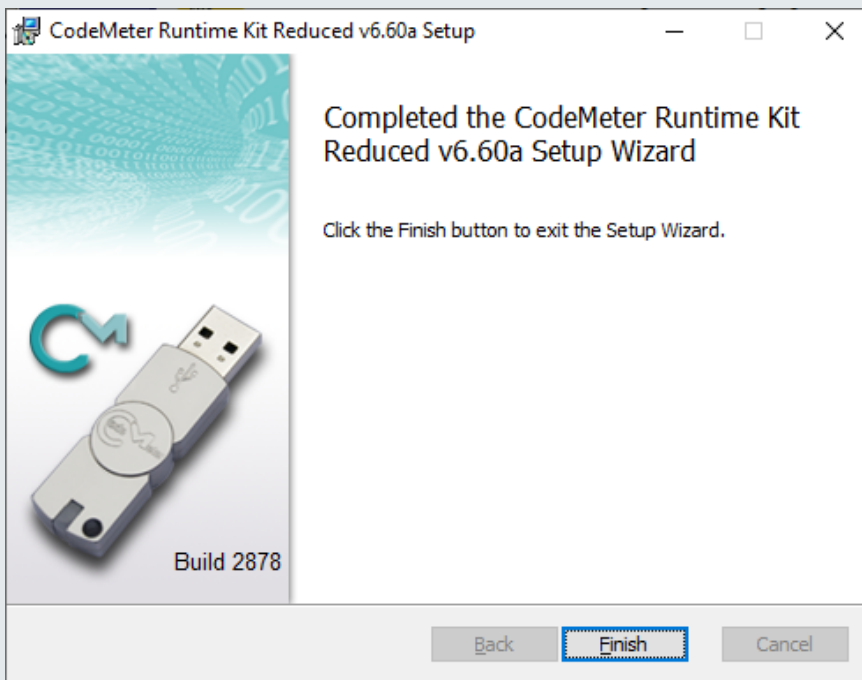 CodeMeter Runtime Kit Reduced v6.60a Setup
Completed the CodeMeter Runtime Kit
Reduced v6.60a Setup Wizard
Click the Finish button to exit the Setup Wizard.
Build 2878
Back
Finish
Cancel